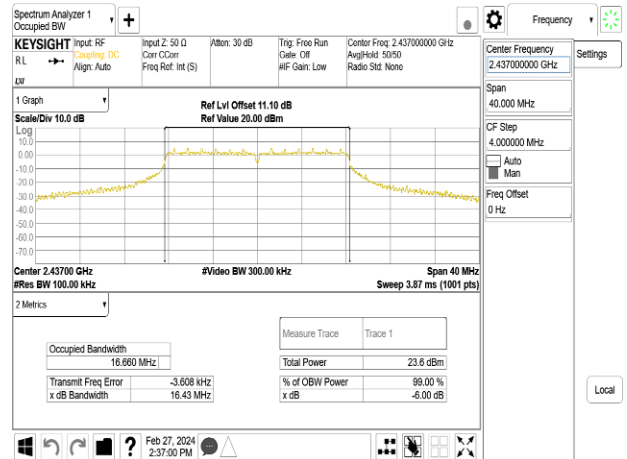 Spectrum Analyzer 1
Occupied BW
Frequency
KEYSIGHT
RL
Input: RF
Coupling: DC
Align: Auto
Input Z: 50 Ω
Corr CCorr
Freq Ref: Int (S)
Atten: 30 dB
Trig: Free Run
Gate: Off
#IF Gain: Low
Center Freq: 2.437000000 GHz
Avg|Hold: 50/50
Radio Std: None
Center Frequency
2.437000000 GHz
Settings
Span
40.000 MHz
CF Step
4.000000 MHz
Auto
Man
Freq Offset
0 Hz
Local
1 Graph
Scale/Div 10.0 dB
Ref Lvl Offset 11.10 dB
Ref Value 20.00 dBm
Log
10.0
0.00
-10.0
-20.0
-30.0
-40.0
-50.0
-60.0
-70.0
Center 2.43700 GHz
#Video BW 300.00 kHz
Span 40 MHz
#Res BW 100.00 kHz
Sweep 3.87 ms (1001 pts)
2 Metrics
Measure Trace Trace 1
Occupied Bandwidth
16.660 MHz
Total Power 23.6 dBm
Transmit Freq Error -3.608 kHz
% of OBW Power 99.00 %
x dB Bandwidth 16.43 MHz
x dB -6.00 dB
?
Feb 27, 2024
2:37:00 PM